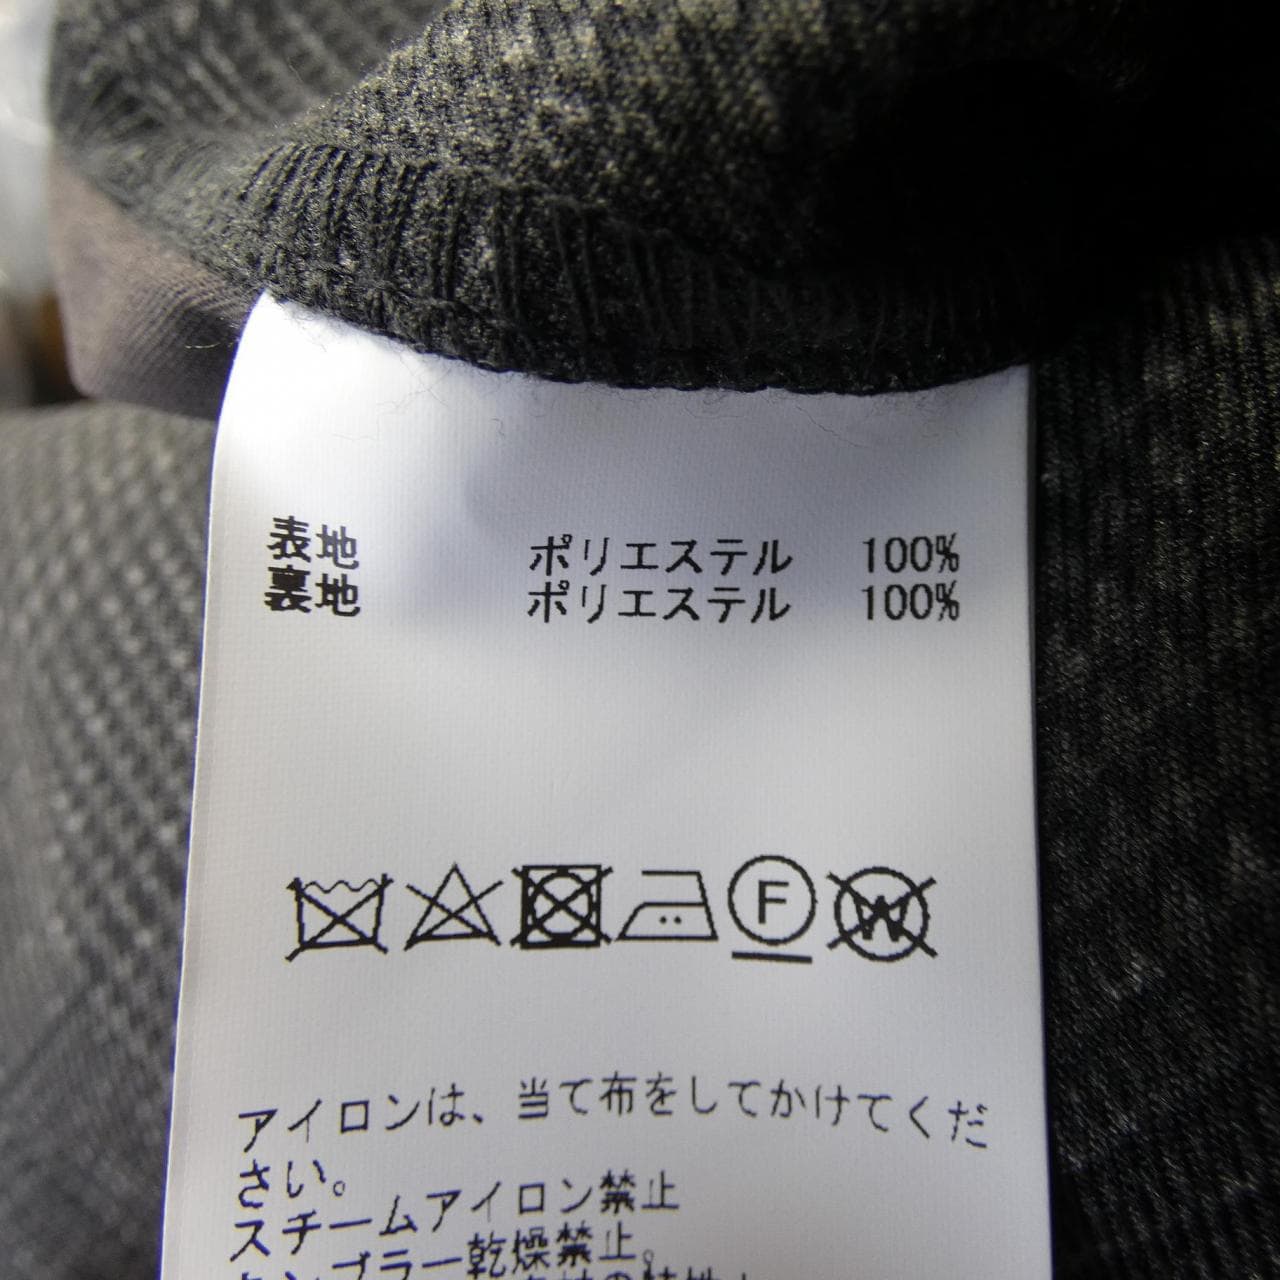 表地 ポリエステル 100%
裏地 ポリエステル 100%
F W
アイロンは、当て布をしてかけてくだ
さい。
スチームアイロン禁止
タンブラー乾燥禁止。